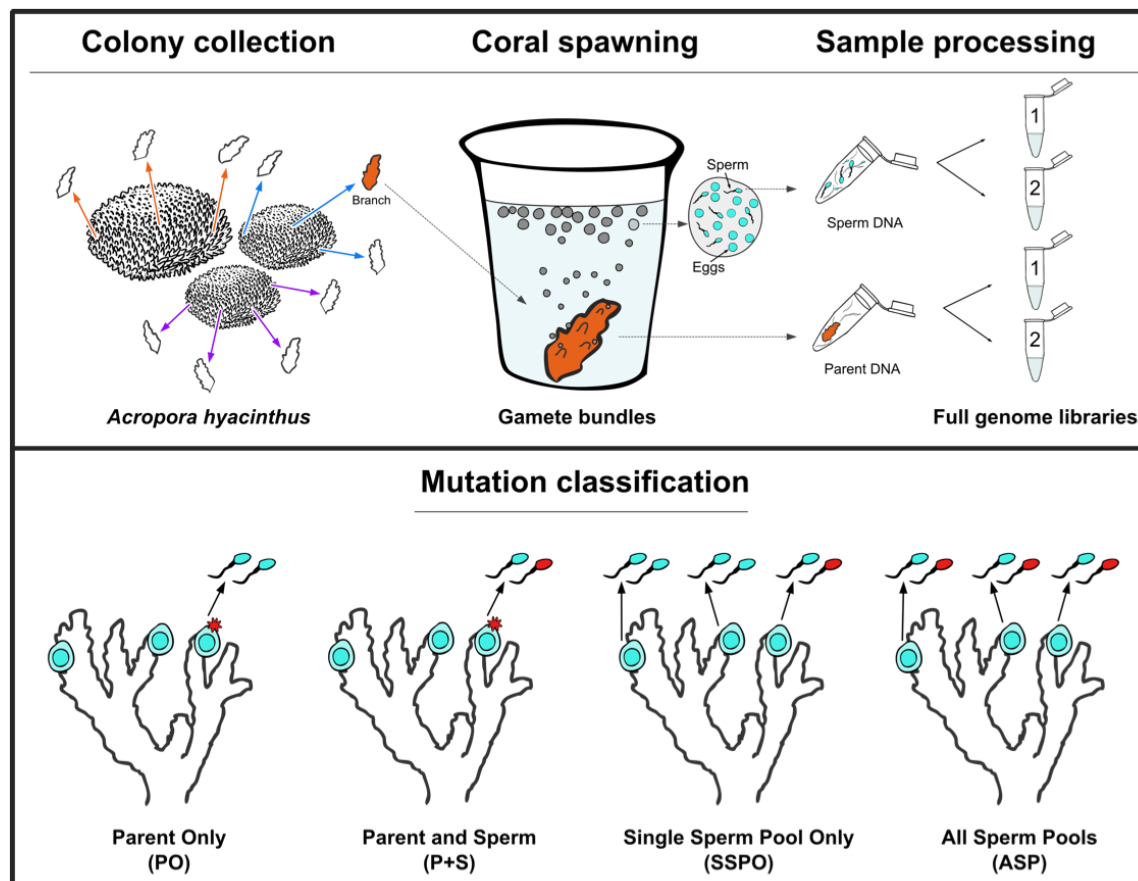 Colony collection
Coral spawning
Sample processing
Branch
Sperm
Eggs
Sperm DNA
Parent DNA
1
2
1
2
Acropora hyacinthus
Gamete bundles
Full genome libraries
Mutation classification
Parent Only
(PO)
Parent and Sperm
(P+S)
Single Sperm Pool Only
(SSPO)
All Sperm Pools
(ASP)